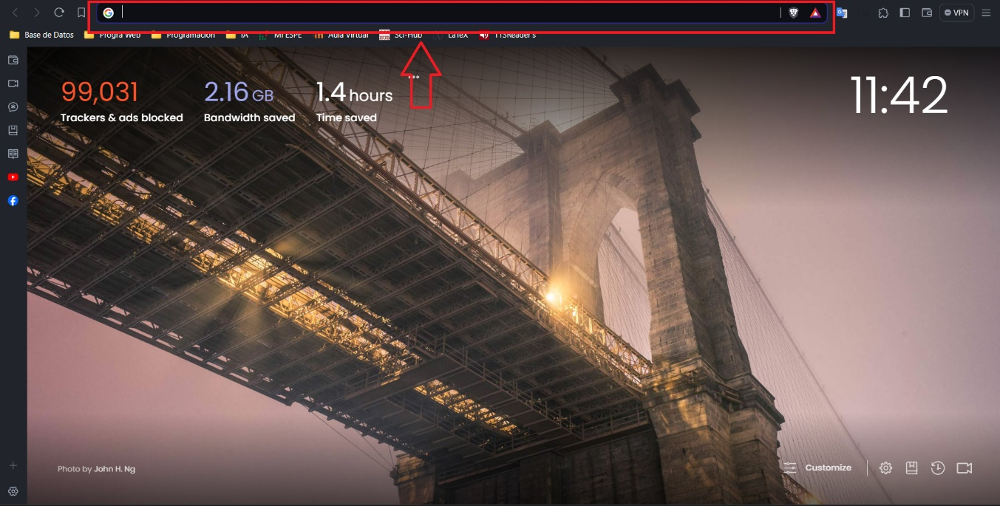 VPN
Base de Datos Progra Web Programación IA Mi ESPE Aula Virtual Sci-Hub LaTeX TTSReader's
99,031 2.16 GB 1.4 hours
Trackers & ads blocked Bandwidth saved Time saved
11:42
Photo by John H. Ng
Customize